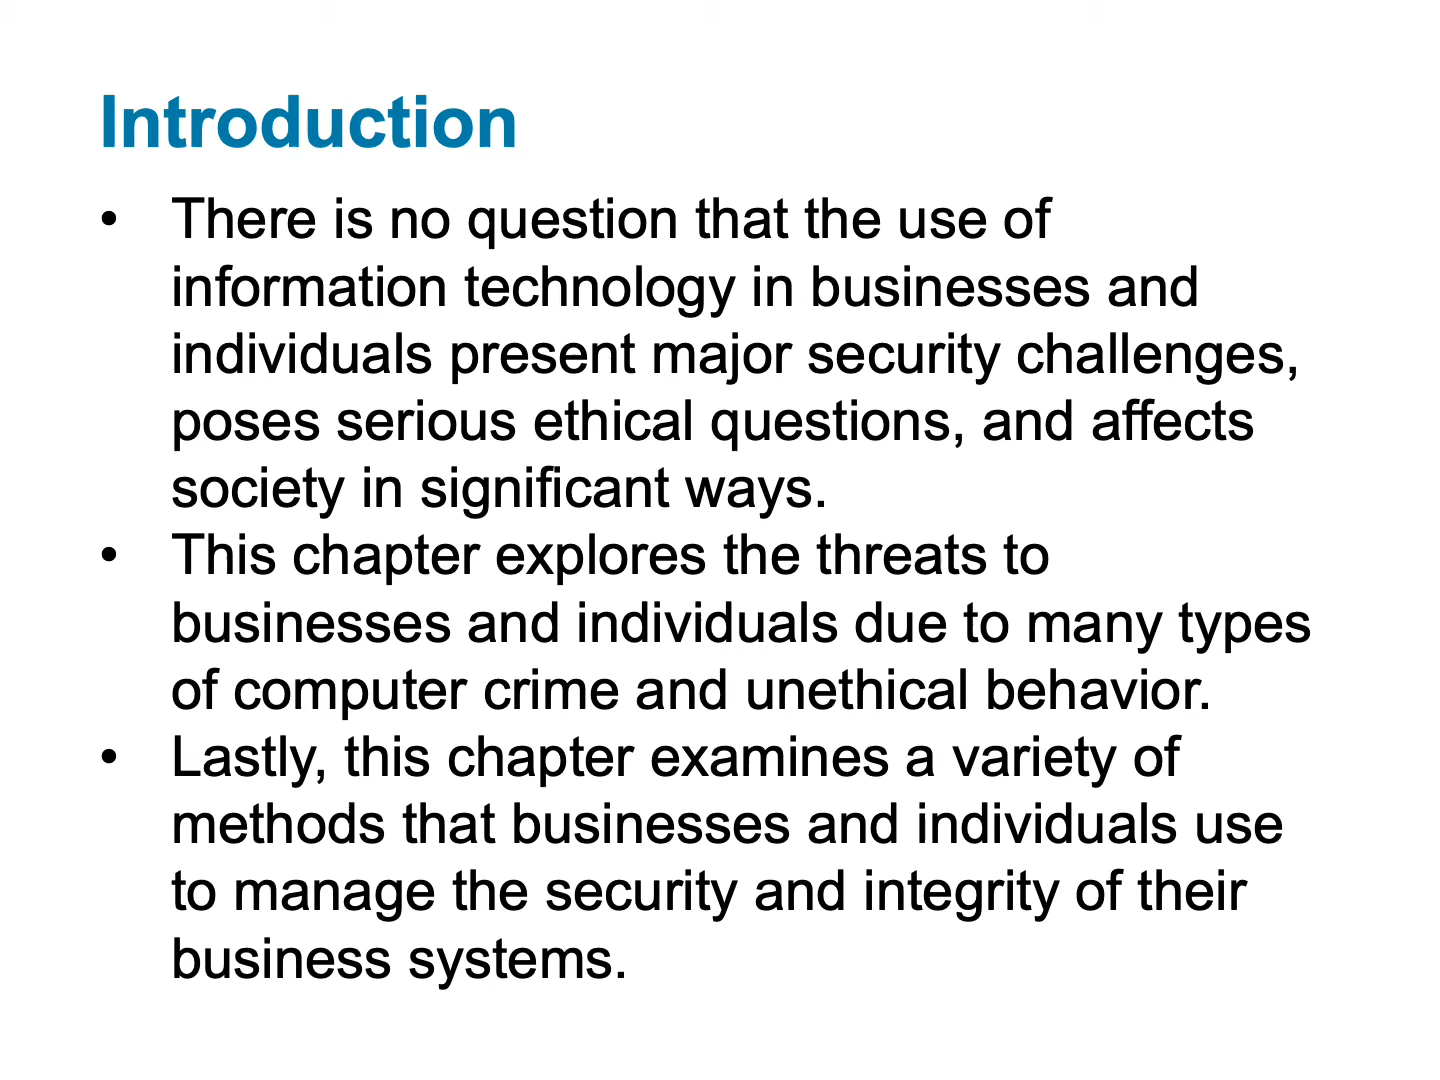 Introduction
• There is no question that the use of
information technology in businesses and
individuals present major security challenges,
poses serious ethical questions, and affects
society in significant ways.
• This chapter explores the threats to
businesses and individuals due to many types
of computer crime and unethical behavior.
• Lastly, this chapter examines a variety of
methods that businesses and individuals use
to manage the security and integrity of their
business systems.